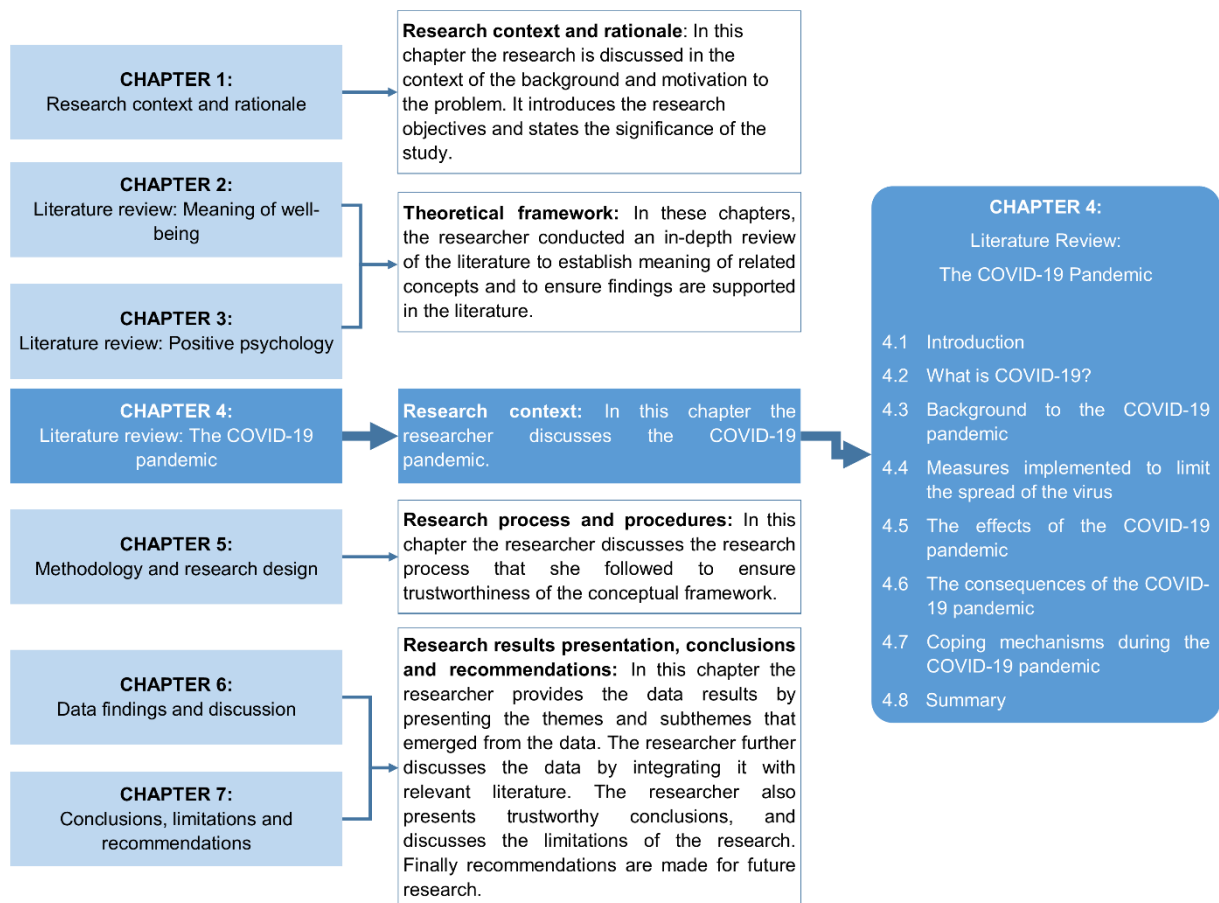 CHAPTER 1:
Research context and rationale
Research context and rationale: In this
chapter the research is discussed in the
context of the background and motivation to
the problem. It introduces the research
objectives and states the significance of the
study.
CHAPTER 2:
Literature review: Meaning of well-
being
CHAPTER 3:
Literature review: Positive psychology
Theoretical framework: In these chapters,
the researcher conducted an in-depth review
of the literature to establish meaning of related
concepts and to ensure findings are supported
in the literature.
CHAPTER 4:
Literature review: The COVID-19
pandemic
Research context: In this chapter the
researcher discusses the COVID-19
pandemic.
CHAPTER 4:
Literature Review:
The COVID-19 Pandemic
4.1 Introduction
4.2 What is COVID-19?
4.3 Background to the COVID-19
pandemic
4.4 Measures implemented to limit
the spread of the virus
4.5 The effects of the COVID-19
pandemic
4.6 The consequences of the COVID-
19 pandemic
4.7 Coping mechanisms during the
COVID-19 pandemic
4.8 Summary
CHAPTER 5:
Methodology and research design
Research process and procedures: In this
chapter the researcher discusses the research
process that she followed to ensure
trustworthiness of the conceptual framework.
CHAPTER 6:
Data findings and discussion
CHAPTER 7:
Conclusions, limitations and
recommendations
Research results presentation, conclusions
and recommendations: In this chapter the
researcher provides the data results by
presenting the themes and subthemes that
emerged from the data. The researcher further
discusses the data by integrating it with
relevant literature. The researcher also
presents trustworthy conclusions, and
discusses the limitations of the research.
Finally recommendations are made for future
research.